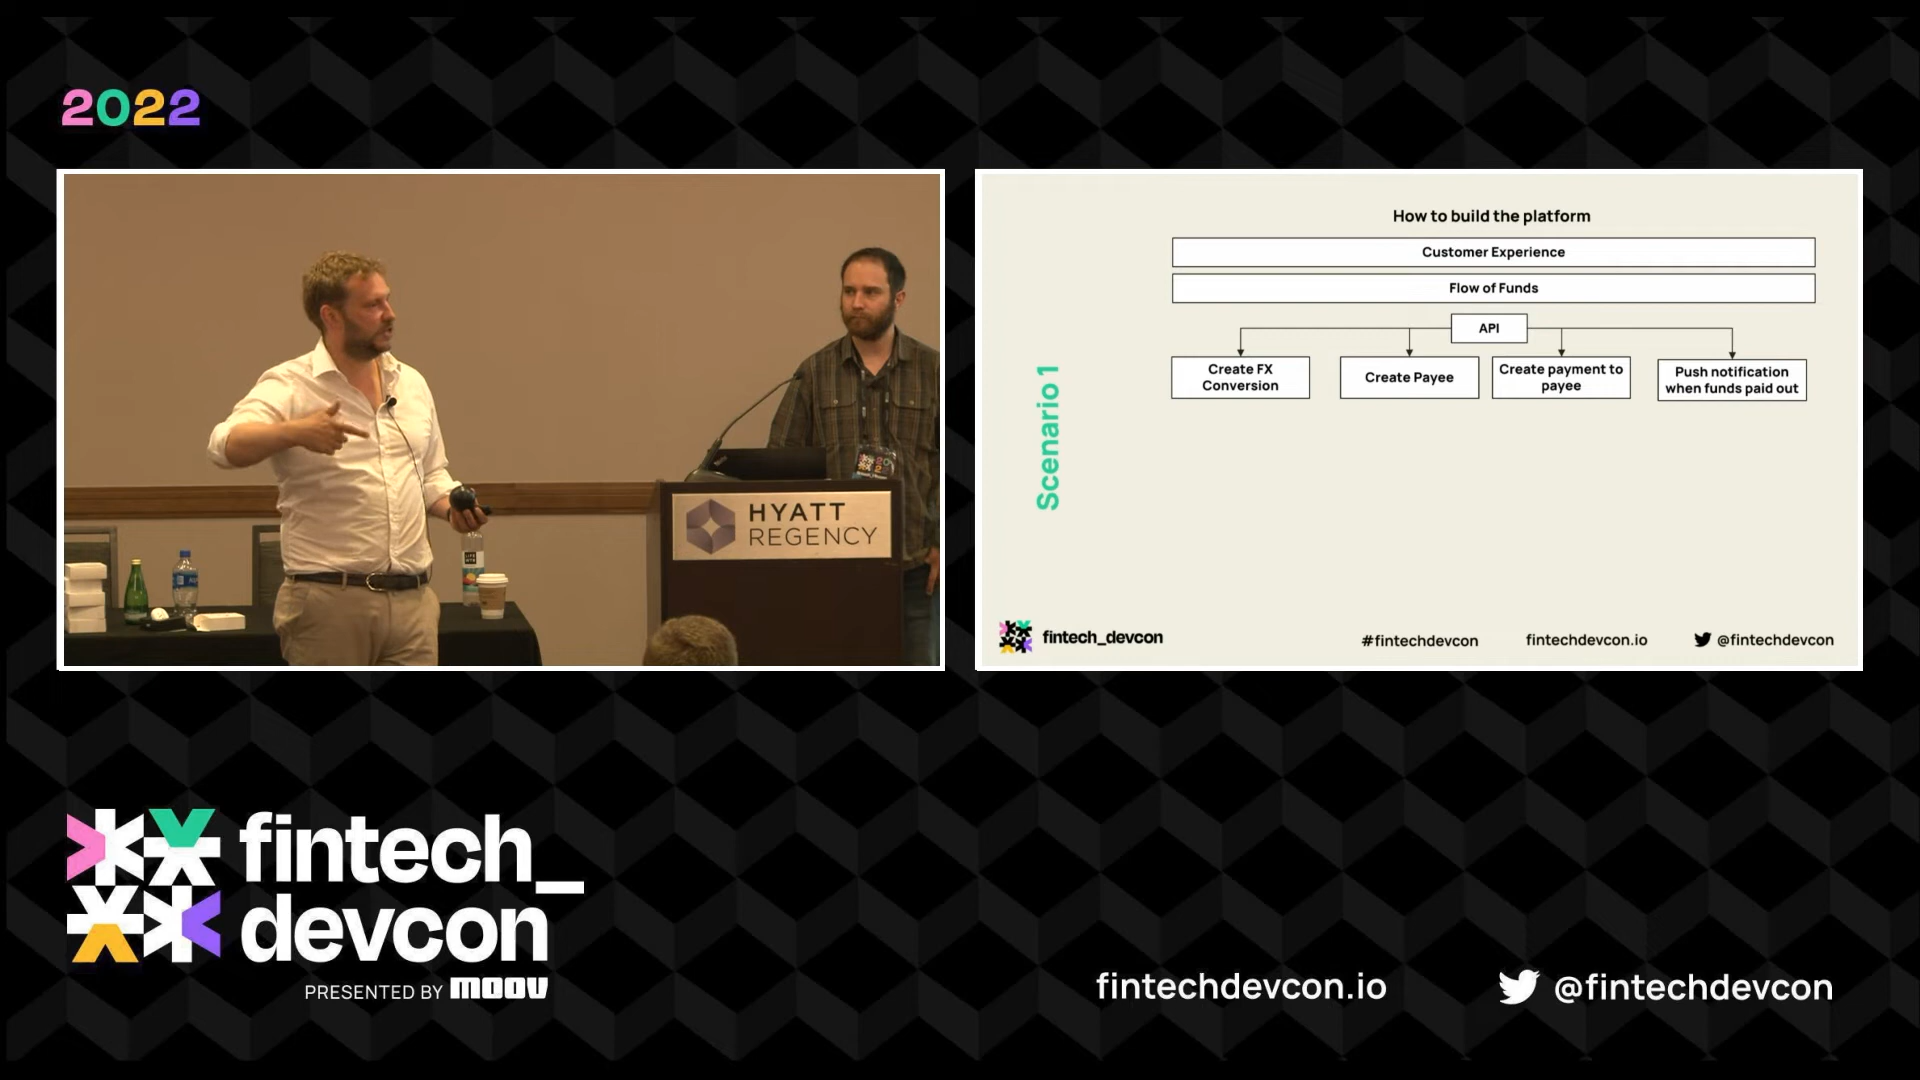 2022
HYATT
REGENCY
How to build the platform
Customer Experience
Flow of Funds
API
Create FX
Conversion
Create Payee
Create payment to
payee
Push notification
when funds paid out
Scenario 1
fintech_devcon
#fintechdevcon
fintechdevcon.io
@fintechdevcon
fintech_
devcon
PRESENTED BY MOOV
fintechdevcon.io
@fintechdevcon